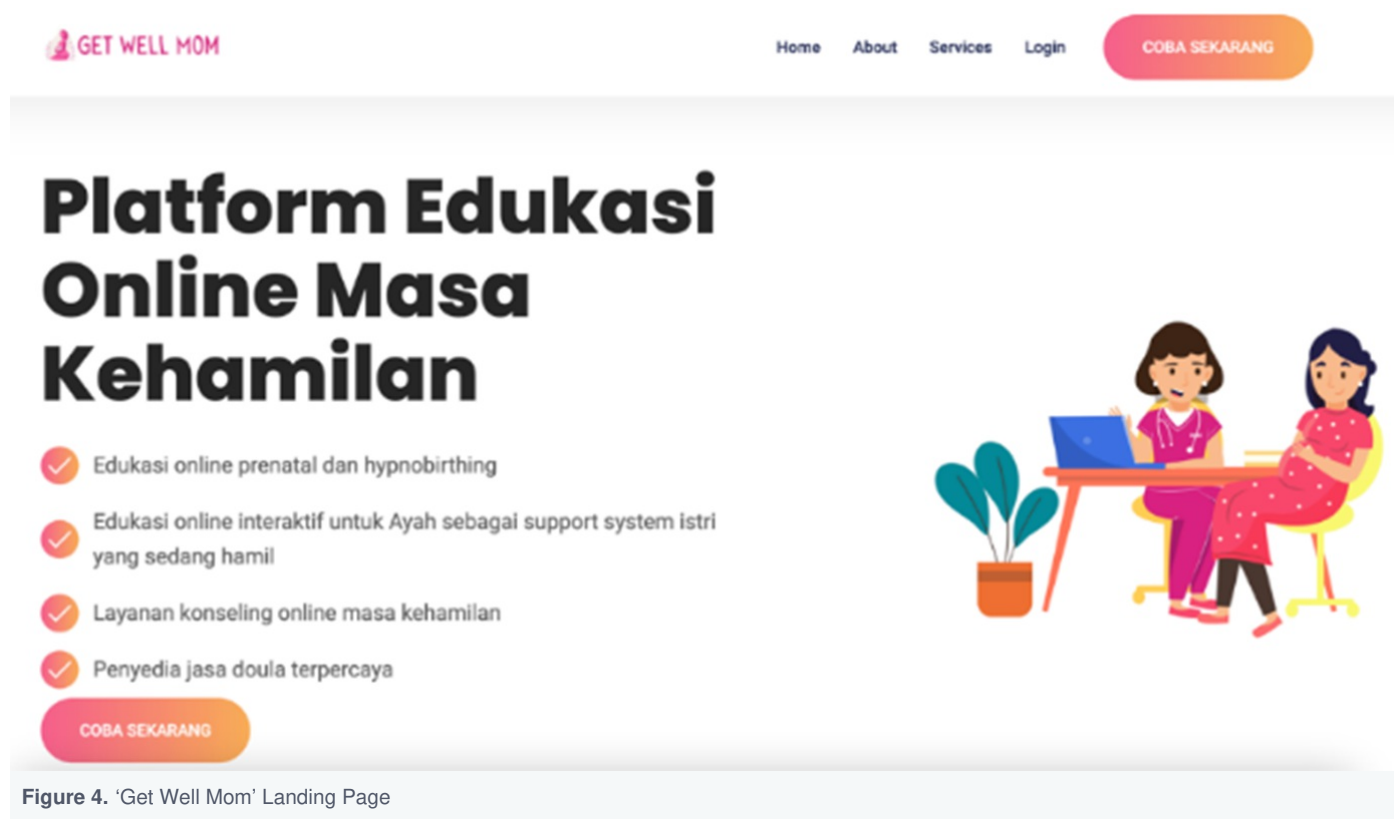 GET WELL MOM
Home About Services Login COBA SEKARANG
Platform Edukasi
Online Masa
Kehamilan
Edukasi online prenatal dan hypnobirthing
Edukasi online interaktif untuk Ayah sebagai support system istri
yang sedang hamil
Layanan konseling online masa kehamilan
Penyedia jasa doula terpercaya
COBA SEKARANG
Figure 4. ‘Get Well Mom’ Landing Page